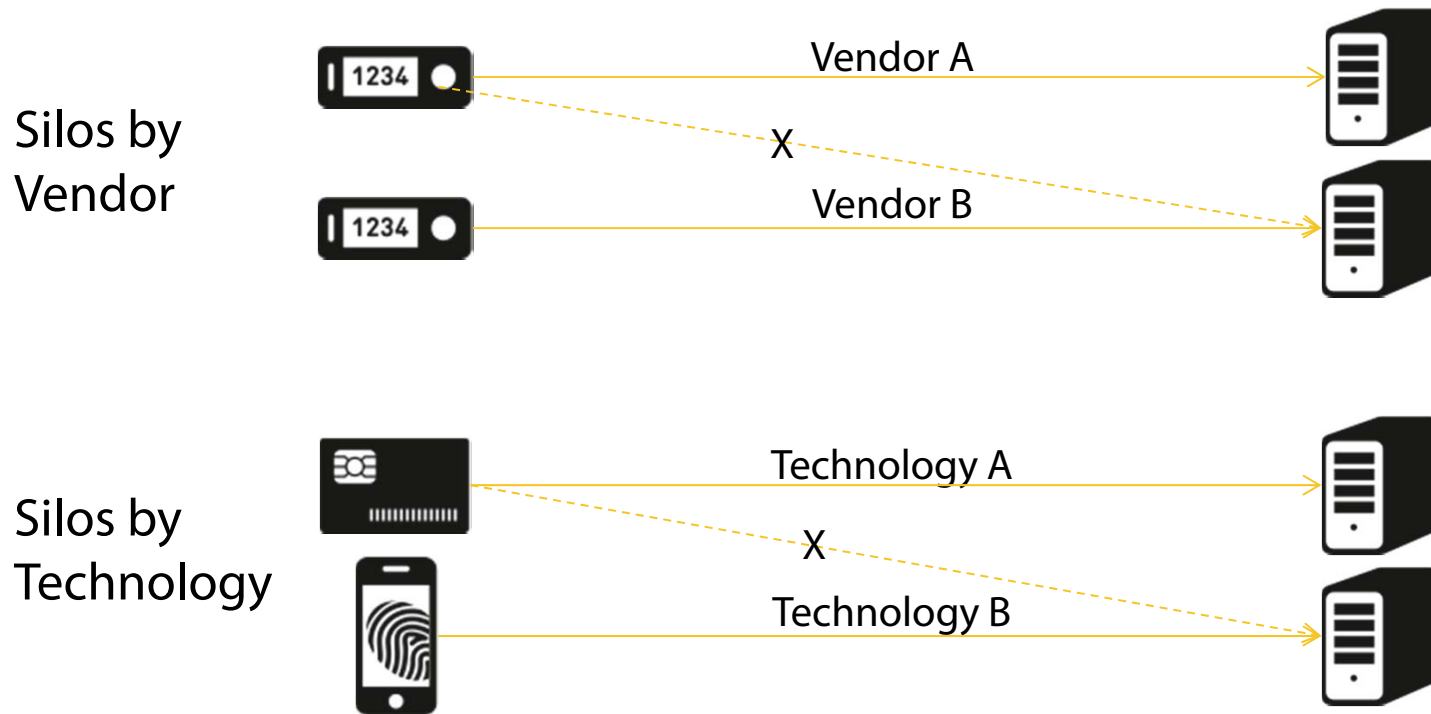 Silos by
Vendor
1234
Vendor A
X
1234
Vendor B
Silos by
Technology
Technology A
X
Technology B